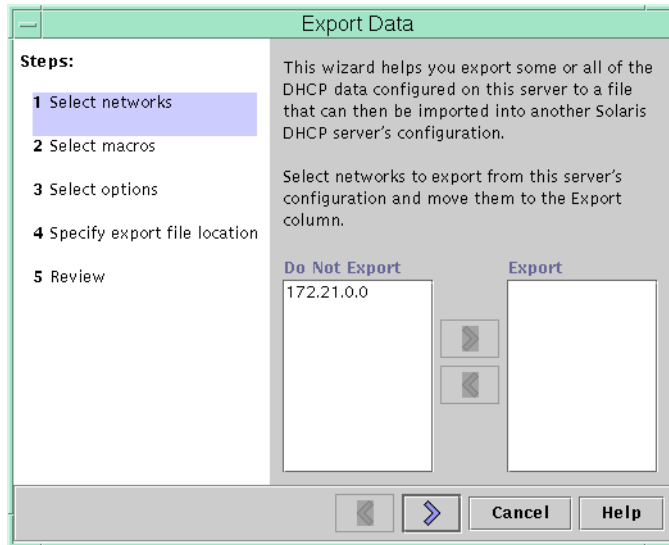 Export Data
Steps:
1 Select networks
2 Select macros
3 Select options
4 Specify export file location
5 Review
This wizard helps you export some or all of the
DHCP data configured on this server to a file
that can then be imported into another Solaris
DHCP server's configuration.
Select networks to export from this server's
configuration and move them to the Export
column.
Do Not Export
172.21.0.0
Export
Cancel
Help